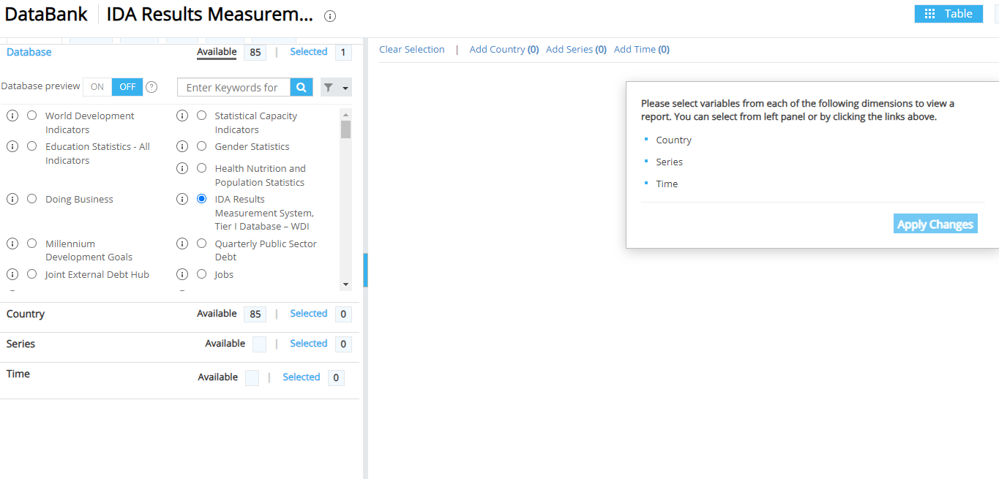 DataBank IDA Results Measurem...
Table
Database Available 85 | Selected 1
Clear Selection | Add Country (0) Add Series (0) Add Time (0)
Database preview ON OFF ? Enter Keywords for
World Development
Indicators
Statistical Capacity
Indicators
Education Statistics - All
Indicators
Gender Statistics
Health Nutrition and
Population Statistics
Doing Business
IDA Results
Measurement System,
Tier I Database – WDI
Millennium
Development Goals
Quarterly Public Sector
Debt
Joint External Debt Hub
Jobs
Country Available 85 | Selected 0
Series Available | Selected 0
Time Available | Selected 0
Please select variables from each of the following dimensions to view a
report. You can select from left panel or by clicking the links above.
Country
Series
Time
Apply Changes